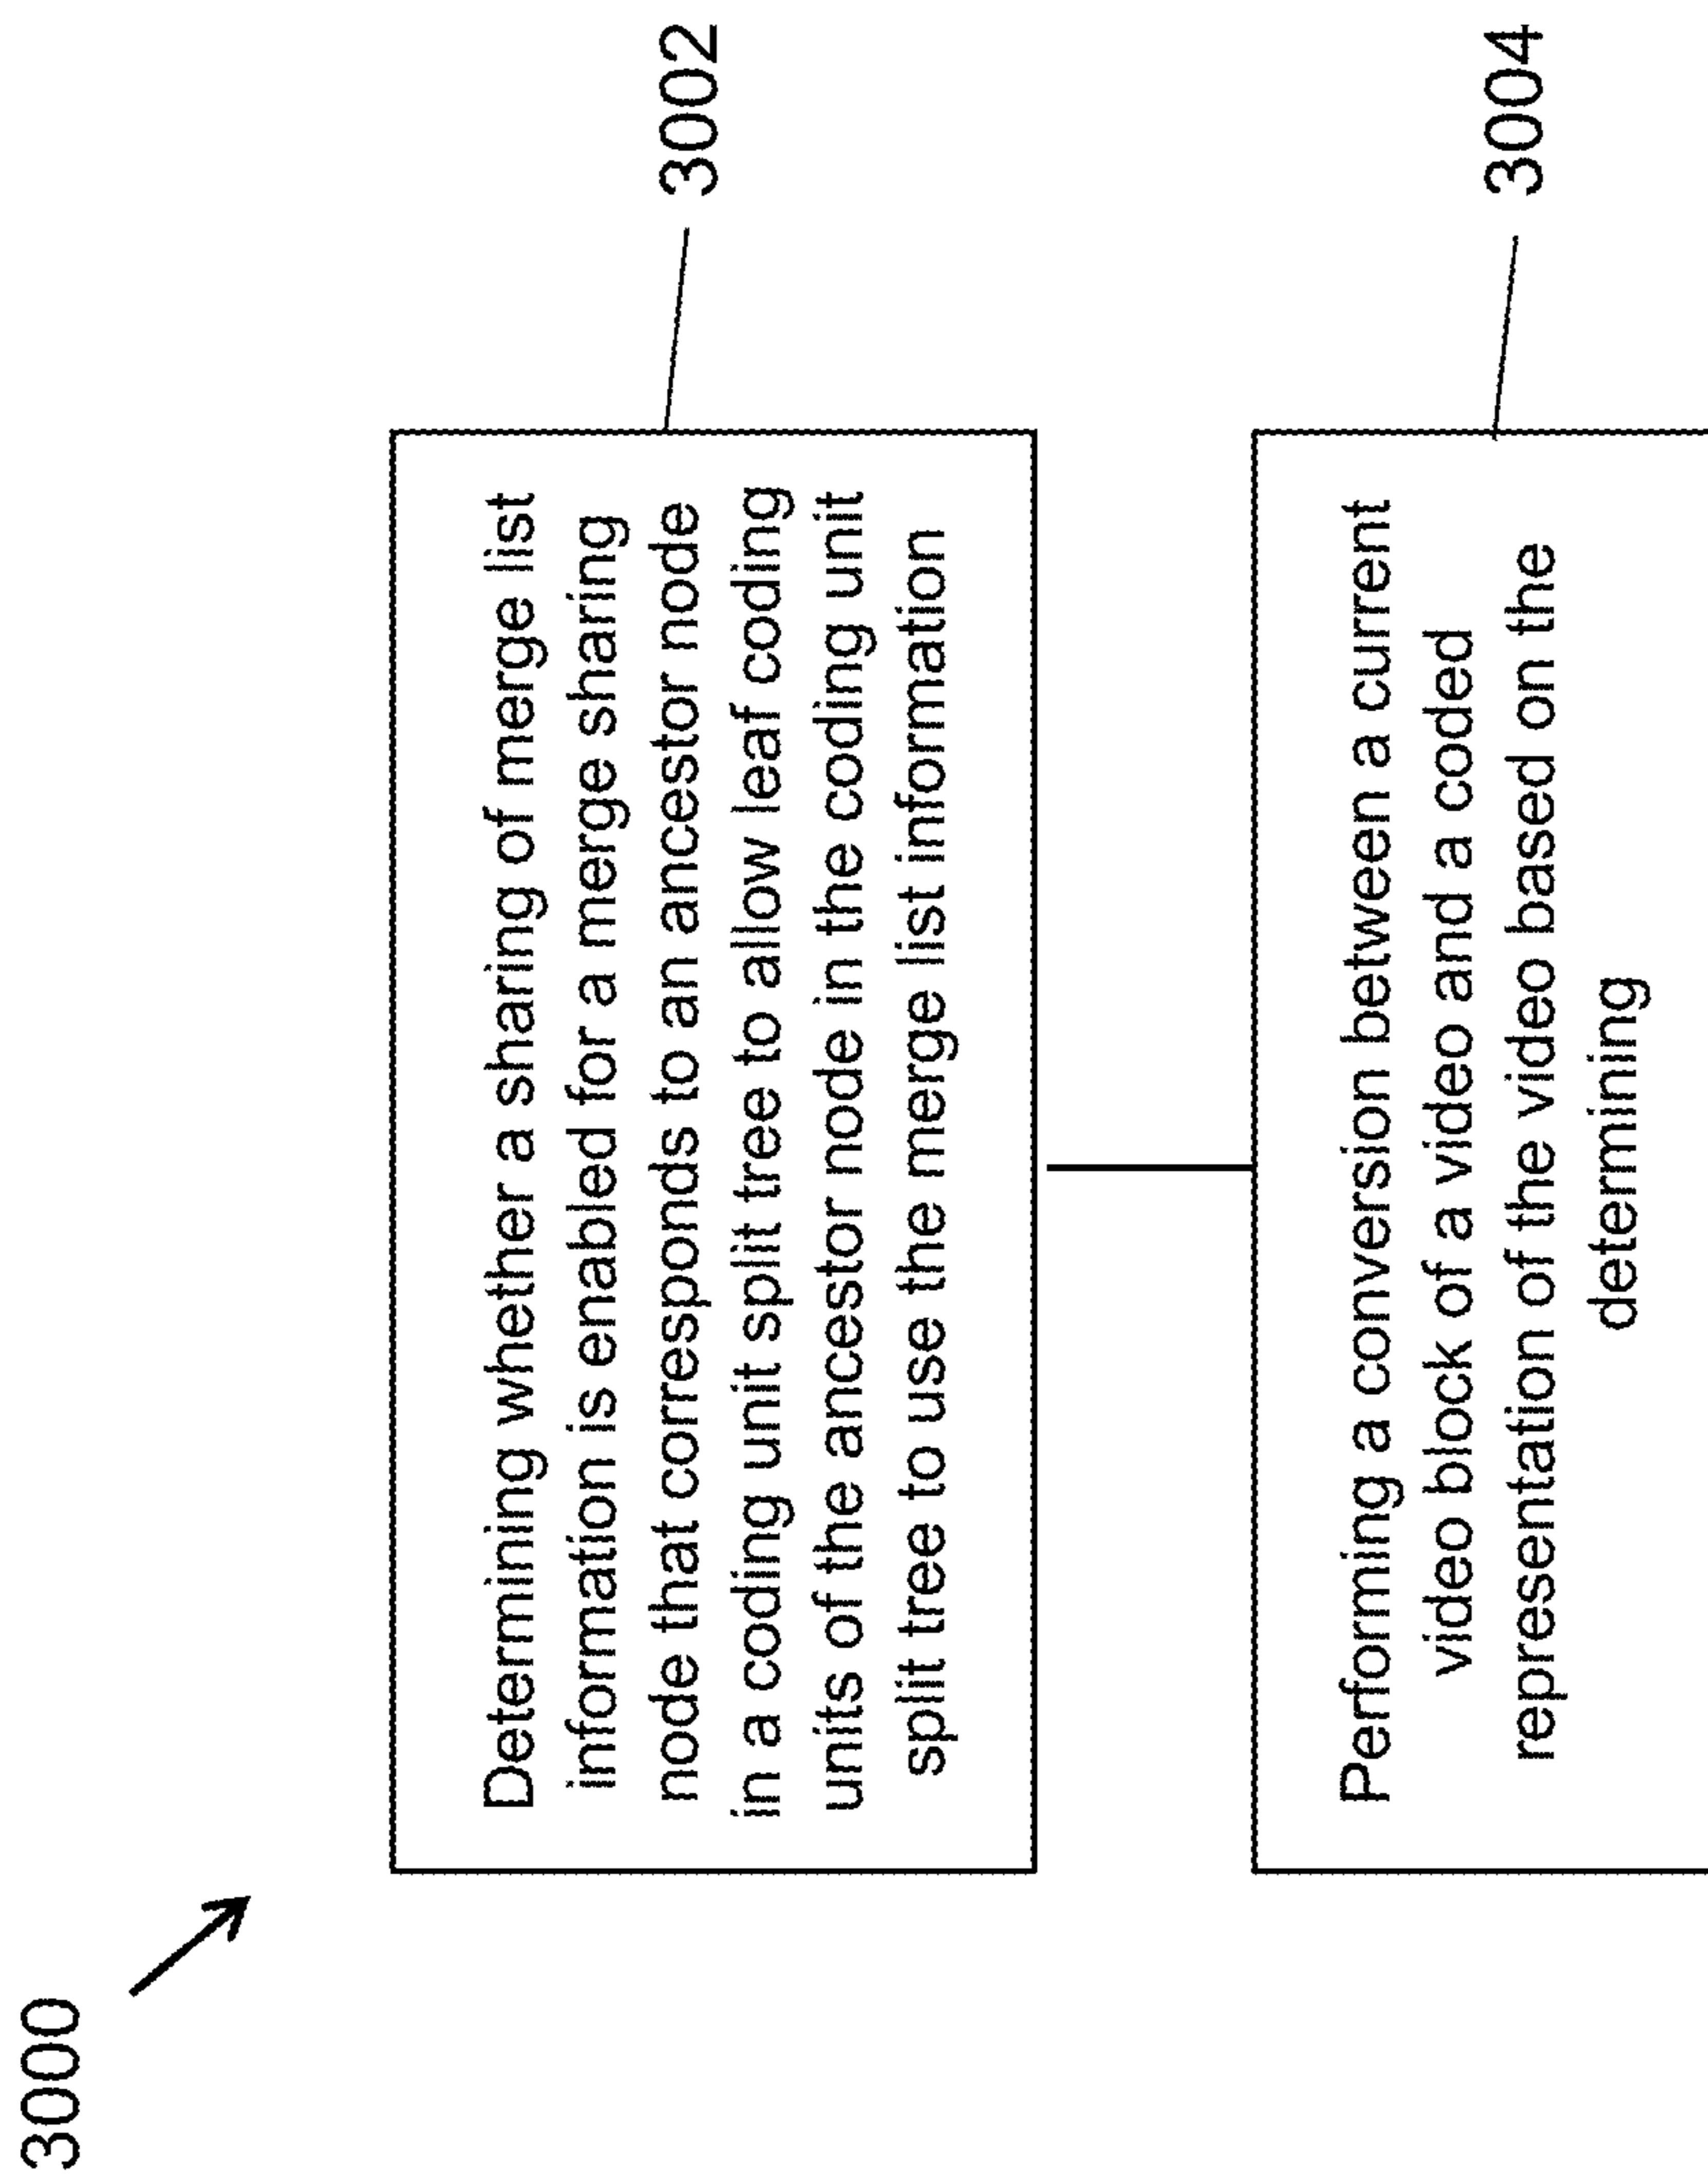 3000
Determining whether a sharing of merge list
information is enabled for a merge sharing
node that corresponds to an ancestor node
in a coding unit split tree to allow leaf coding
units of the ancestor node in the coding unit
split tree to use the merge list information
3002
Performing a conversion between a current
video block of a video and a coded
representation of the video based on the
determining
3004